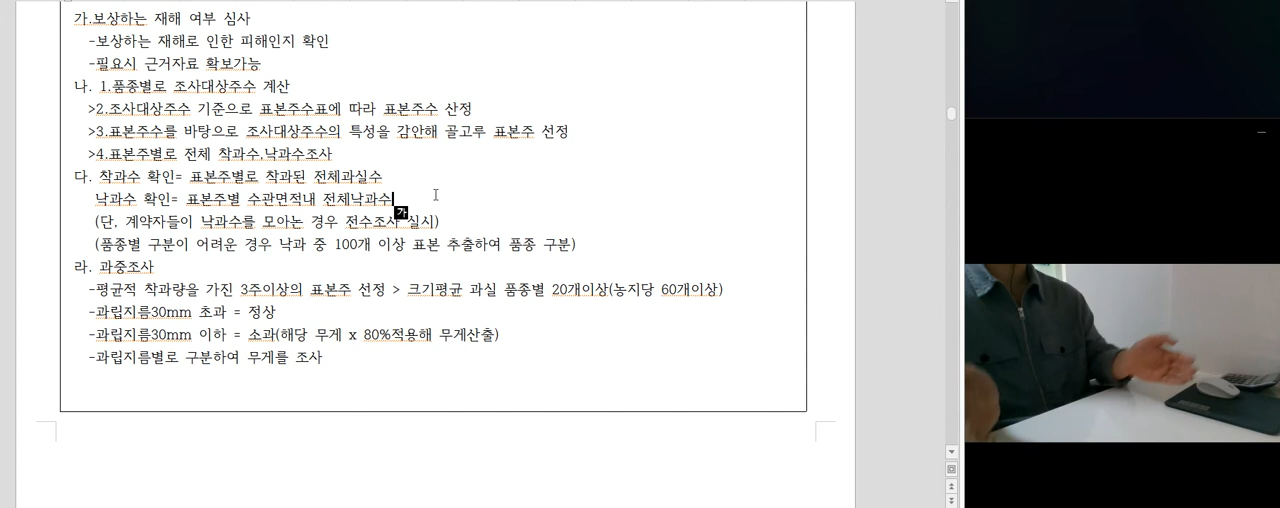 가.보상하는 재해 여부 심사
-보상하는 재해로 인한 피해인지 확인
-필요시 근거자료 확보가능
나. 1.품종별로 조사대상주수 계산
>2.조사대상주수 기준으로 표본주수표에 따라 표본주수 산정
>3.표본주수를 바탕으로 조사대상주수의 특성을 감안해 골고루 표본주 선정
>4.표본주별로 전체 착과수,낙과수조사
다. 착과수 확인= 표본주별로 착과된 전체과실수
낙과수 확인= 표본주별 수관면적내 전체낙과수
가
(단, 계약자들이 낙과수를 모아논 경우 전수조사 실시)
(품종별 구분이 어려운 경우 낙과 중 100개 이상 표본 추출하여 품종 구분)
라. 과중조사
-평균적 착과량을 가진 3주이상의 표본주 선정 > 크기평균 과실 품종별 20개이상(농지당 60개이상)
-과립지름30mm 초과 = 정상
-과립지름30mm 이하 = 소과(해당 무게 x 80%적용해 무게산출)
-과립지름별로 구분하여 무게를 조사